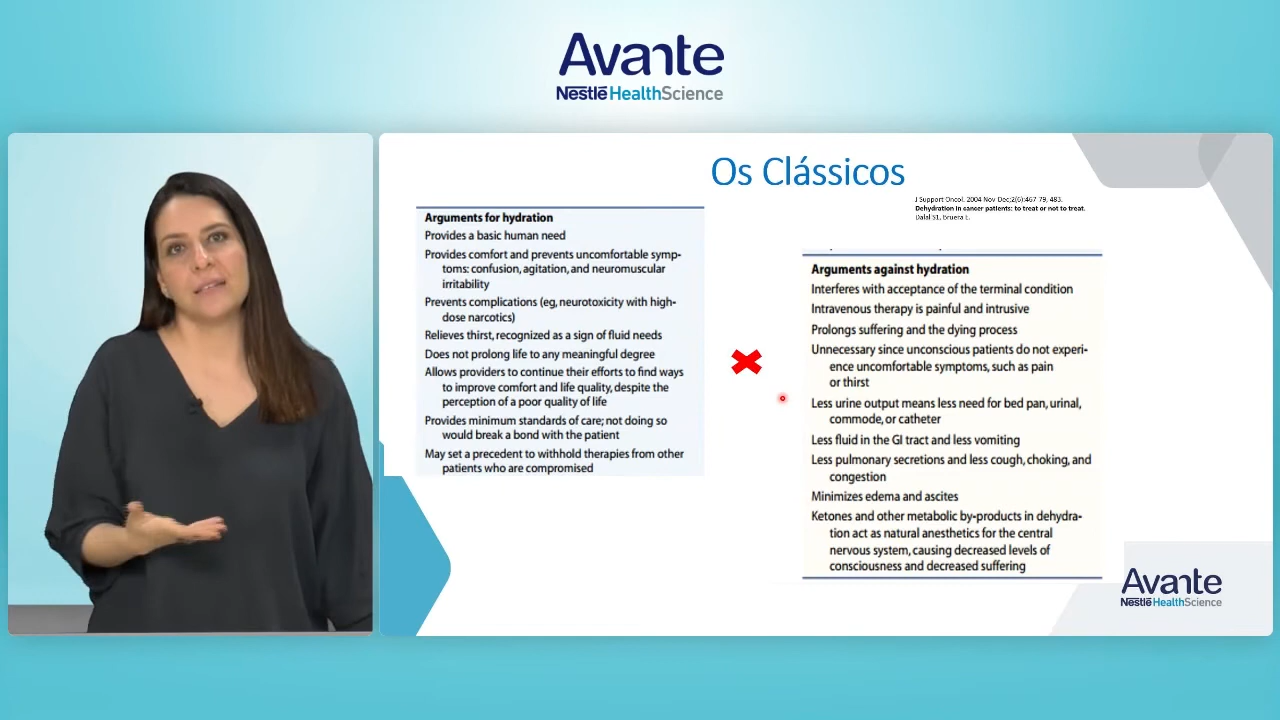 Avante
Nestlé HealthScience
Os Clássicos
J Support Oncol. 2004 Nov-Dec;2(6):467-79, 483.
Dehydration in cancer patients: to treat or not to treat.
Dalal S1, Bruera E.
Arguments for hydration
Provides a basic human need
Provides comfort and prevents uncomfortable symp-
toms: confusion, agitation, and neuromuscular
irritability
Prevents complications (eg, neurotoxicity with high-
dose narcotics)
Relieves thirst, recognized as a sign of fluid needs
Does not prolong life to any meaningful degree
Allows providers to continue their efforts to find ways
to improve comfort and life quality, despite the
perception of a poor quality of life
Provides minimum standards of care; not doing so
would break a bond with the patient
May set a precedent to withhold therapies from other
patients who are compromised
Arguments against hydration
Interferes with acceptance of the terminal condition
Intravenous therapy is painful and intrusive
Prolongs suffering and the dying process
Unnecessary since unconscious patients do not experi-
ence uncomfortable symptoms, such as pain
or thirst
Less urine output means less need for bed pan, urinal,
commode, or catheter
Less fluid in the GI tract and less vomiting
Less pulmonary secretions and less cough, choking, and
congestion
Minimizes edema and ascites
Ketones and other metabolic by-products in dehydra-
tion act as natural anesthetics for the central
nervous system, causing decreased levels of
consciousness and decreased suffering
Avante
Nestlé HealthScience